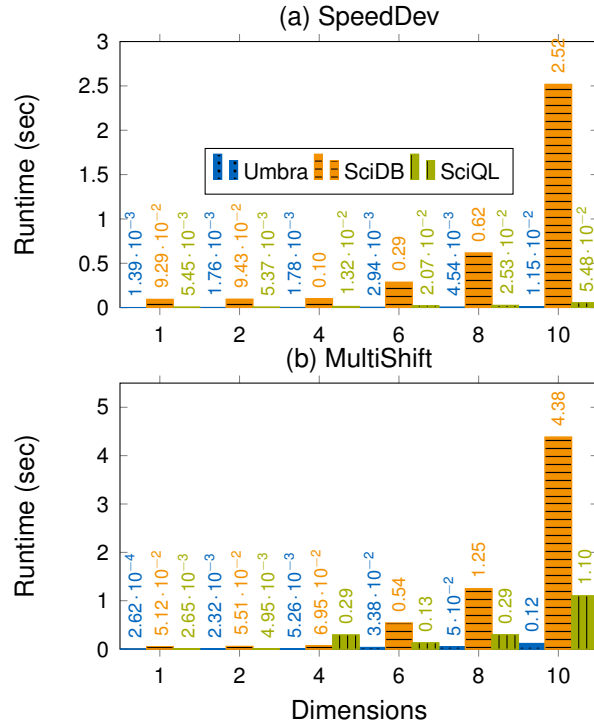 (a) SpeedDev
Runtime (sec)
3
2.5
2
1.5
1
0.5
0
Umbra SciDB SciQL
1.39 · 10⁻³ 9.29 · 10⁻² 5.45 · 10⁻³ 1.76 · 10⁻³ 9.43 · 10⁻² 5.37 · 10⁻³ 1.78 · 10⁻³ 0.10 1.32 · 10⁻² 2.94 · 10⁻³ 0.29 2.07 · 10⁻² 4.54 · 10⁻³ 0.62 2.53 · 10⁻² 1.15 · 10⁻² 2.52 5.48 · 10⁻²
1 2 4 6 8 10
(b) MultiShift
Runtime (sec)
5
4
3
2
1
0
2.62 · 10⁻⁴ 5.12 · 10⁻² 2.65 · 10⁻³ 2.32 · 10⁻³ 5.51 · 10⁻² 4.95 · 10⁻³ 5.26 · 10⁻³ 6.95 · 10⁻² 0.29 3.38 · 10⁻² 0.54 0.13 5 · 10⁻² 1.25 0.29 0.12 4.38 1.10
1 2 4 6 8 10
Dimensions